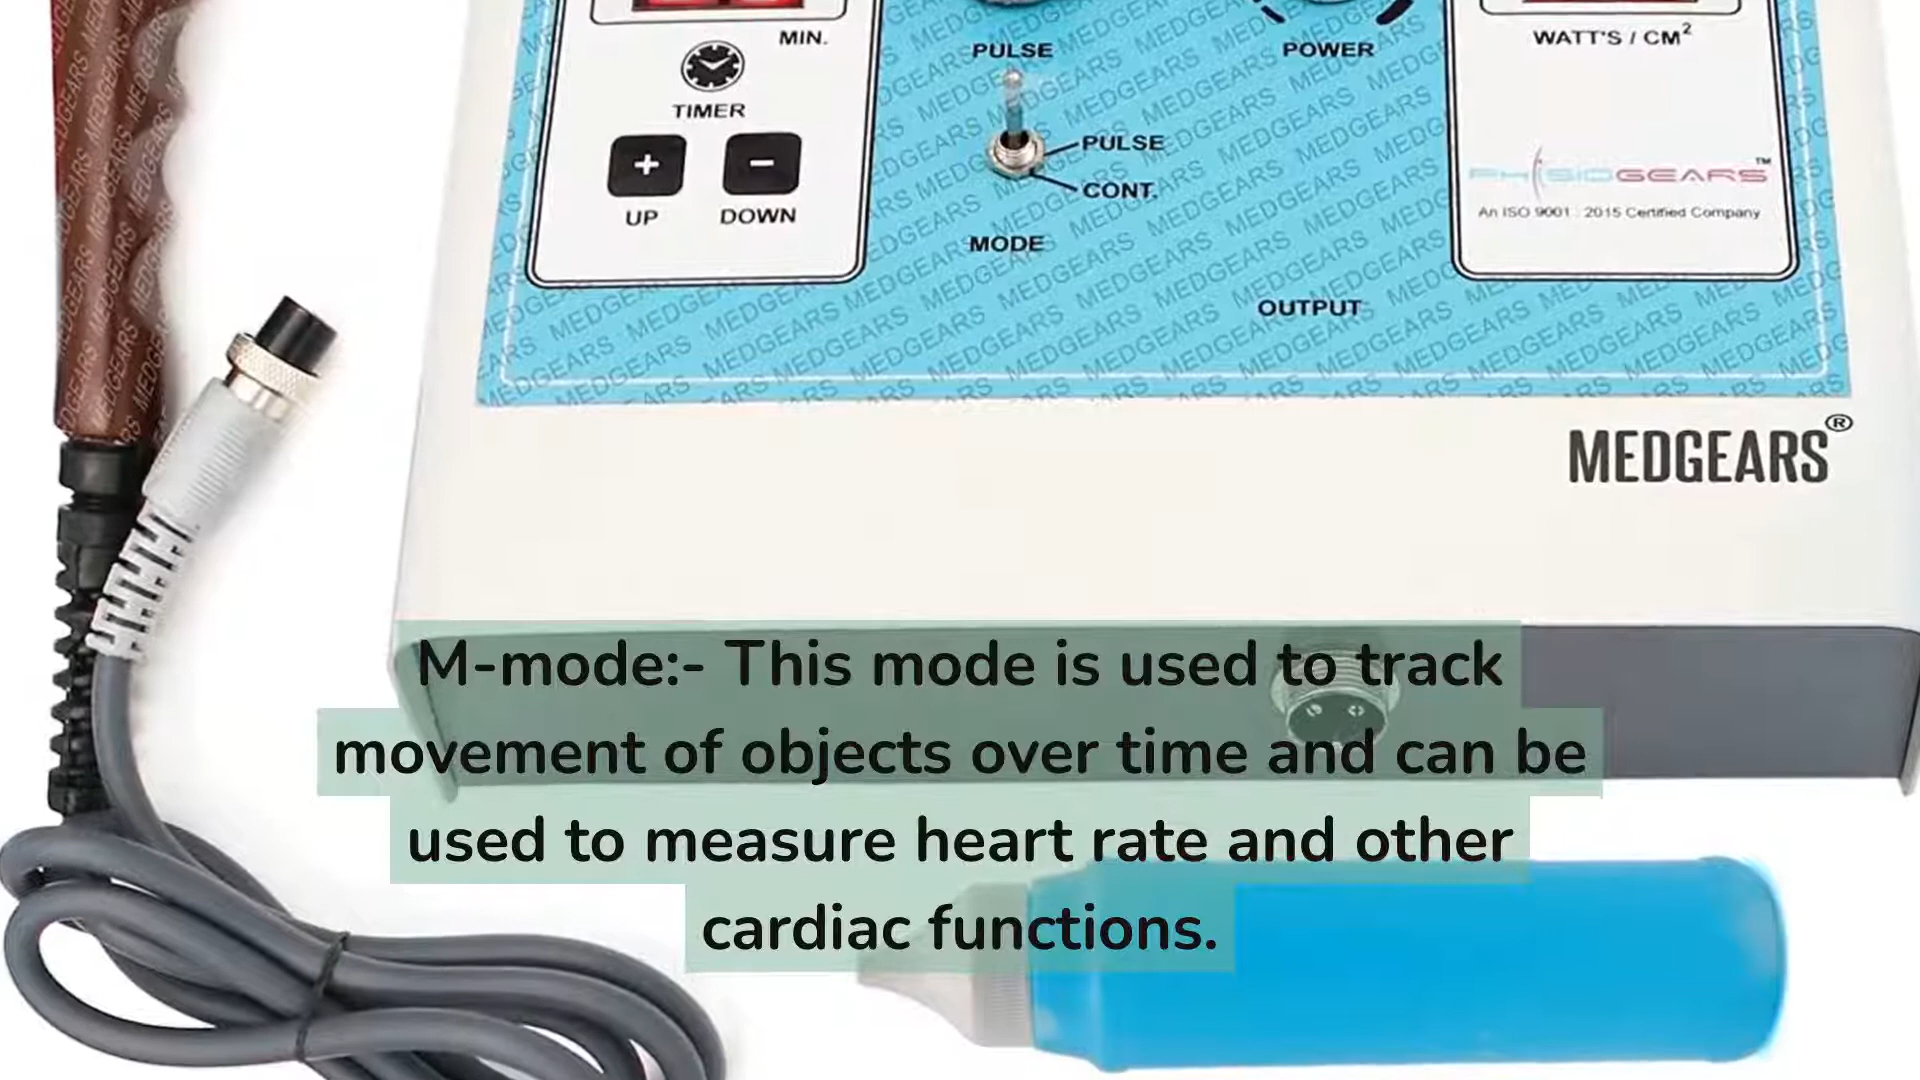 MIN.
TIMER
+
−
UP
DOWN
PULSE
PULSE
CONT.
MODE
POWER
OUTPUT
WATT'S / CM²
PHYSIOGEARS™
An ISO 9001 : 2015 Certified Company
MEDGEARS®
M-mode:- This mode is used to track
movement of objects over time and can be
used to measure heart rate and other
cardiac functions.